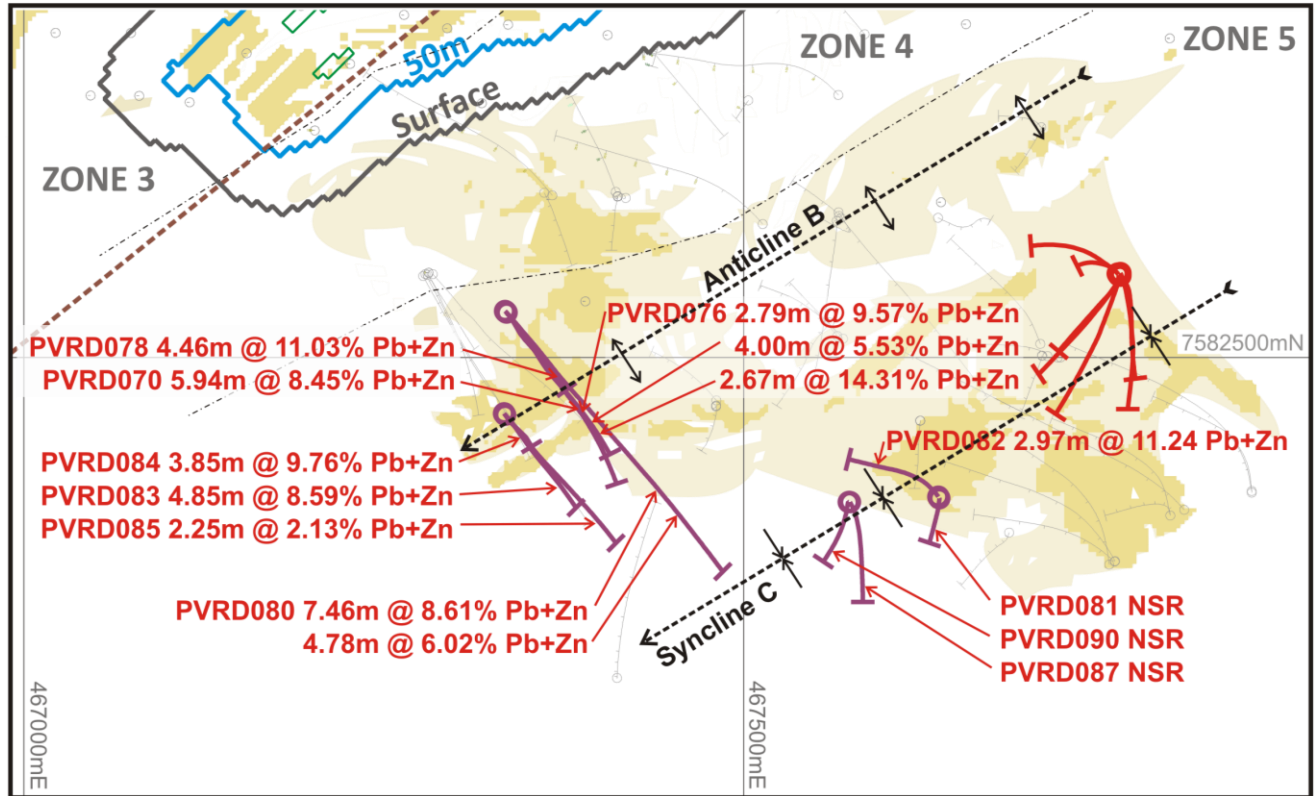 ZONE 4
ZONE 5
50m
Surface
ZONE 3
Anticline B
PVRD076 2.79m @ 9.57% Pb+Zn
4.00m @ 5.53% Pb+Zn
2.67m @ 14.31% Pb+Zn
PVRD078 4.46m @ 11.03% Pb+Zn
PVRD070 5.94m @ 8.45% Pb+Zn
7582500mN
PVRD082 2.97m @ 11.24 Pb+Zn
PVRD084 3.85m @ 9.76% Pb+Zn
PVRD083 4.85m @ 8.59% Pb+Zn
PVRD085 2.25m @ 2.13% Pb+Zn
PVRD080 7.46m @ 8.61% Pb+Zn
4.78m @ 6.02% Pb+Zn
Syncline C
PVRD081 NSR
PVRD090 NSR
PVRD087 NSR
467000mE
467500mE